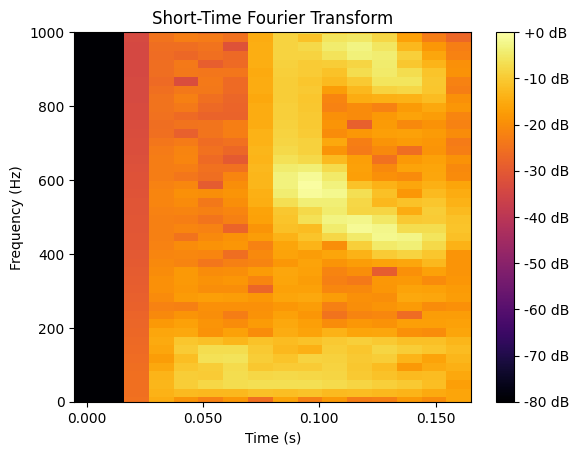 Short-Time Fourier Transform
1000
800
600
400
200
0
Frequency (Hz)
0.000
0.050
0.100
0.150
Time (s)
+0 dB
-10 dB
-20 dB
-30 dB
-40 dB
-50 dB
-60 dB
-70 dB
-80 dB